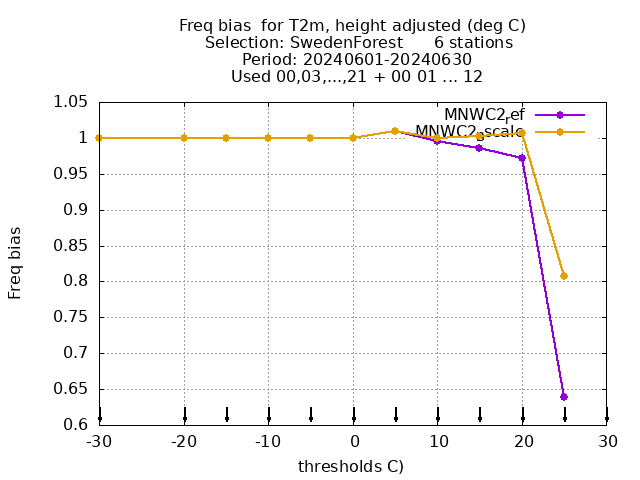 Freq bias  for T2m, height adjusted (deg C)
Selection: SwedenForest      6 stations
Period: 20240601-20240630
Used 00,03,...,21 + 00 01 ... 12
MNWC2ref
MNWC2sscale
1.05
1
0.95
0.9
0.85
0.8
0.75
0.7
0.65
0.6
Freq bias
-30 -20 -10 0 10 20 30
thresholds C)